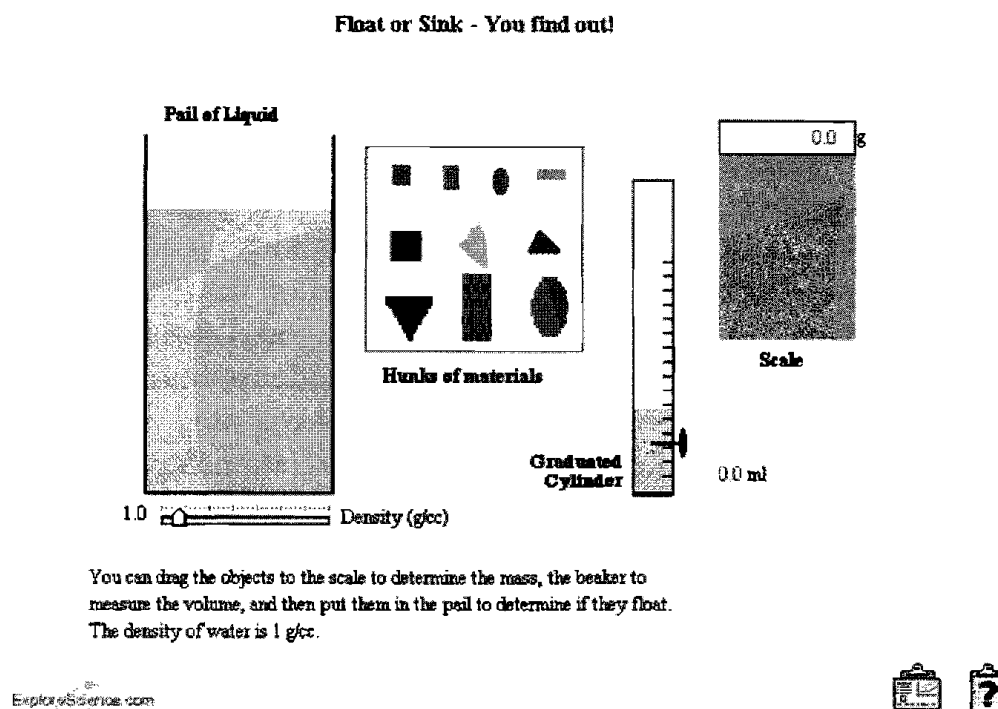 Float or Sink - You find out!
Pail of Liquid
0.0 g
Hunks of materials
Scale
Graduated
Cylinder
0.0 ml
1.0
Density (g/cc)
You can drag the objects to the scale to determine the mass, the beaker to
measure the volume, and then put them in the pail to determine if they float.
The density of water is 1 g/cc.
ExploreScience.com
?